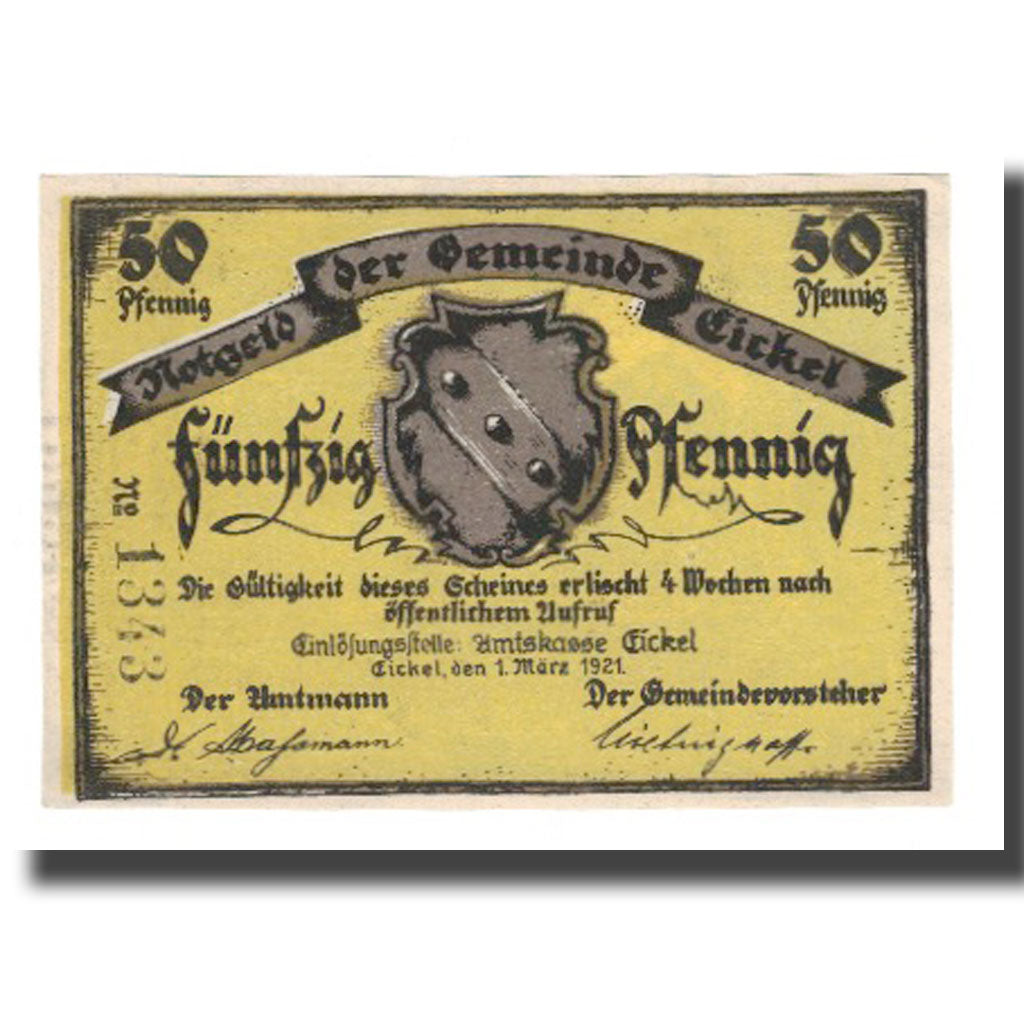 50 Pfennig
50 Pfennig
Notgeld der Gemeinde Eickel
Fünfzig Pfennig
№ 1343
Die Gültigkeit dieses Scheines erlischt 4 Wochen nach
öffentlichem Aufruf
Einlösungsstelle: Amtskasse Eickel
Eickel, den 1. März 1921.
Der Amtmann
Der Gemeindevorsteher